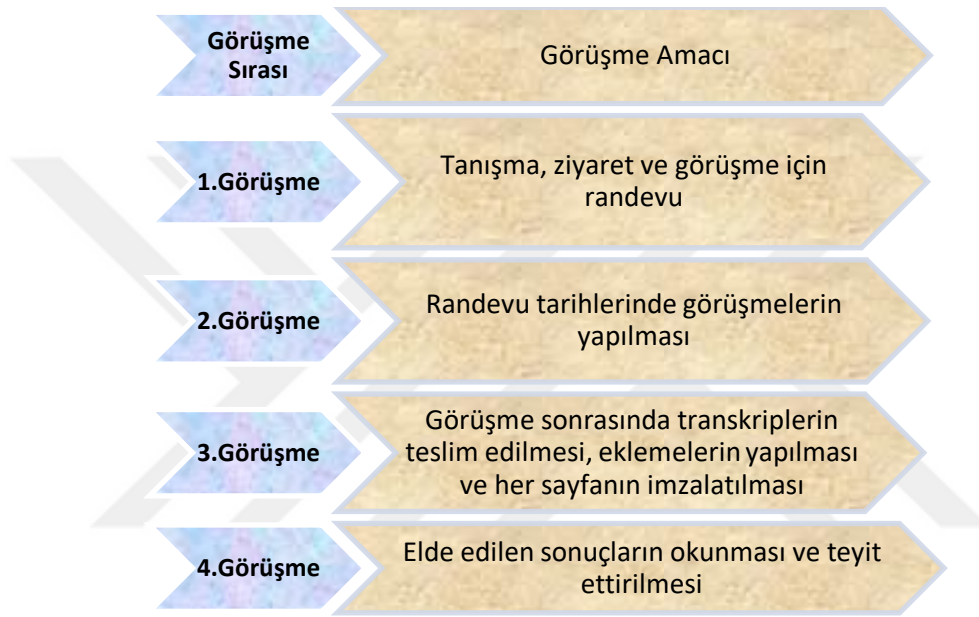 Görüşme
Sırası
Görüşme Amacı
1.Görüşme
Tanışma, ziyaret ve görüşme için
randevu
2.Görüşme
Randevu tarihlerinde görüşmelerin
yapılması
3.Görüşme
Görüşme sonrasında transkriplerin
teslim edilmesi, eklemelerin yapılması
ve her sayfanın imzalatılması
4.Görüşme
Elde edilen sonuçların okunması ve teyit
ettirilmesi